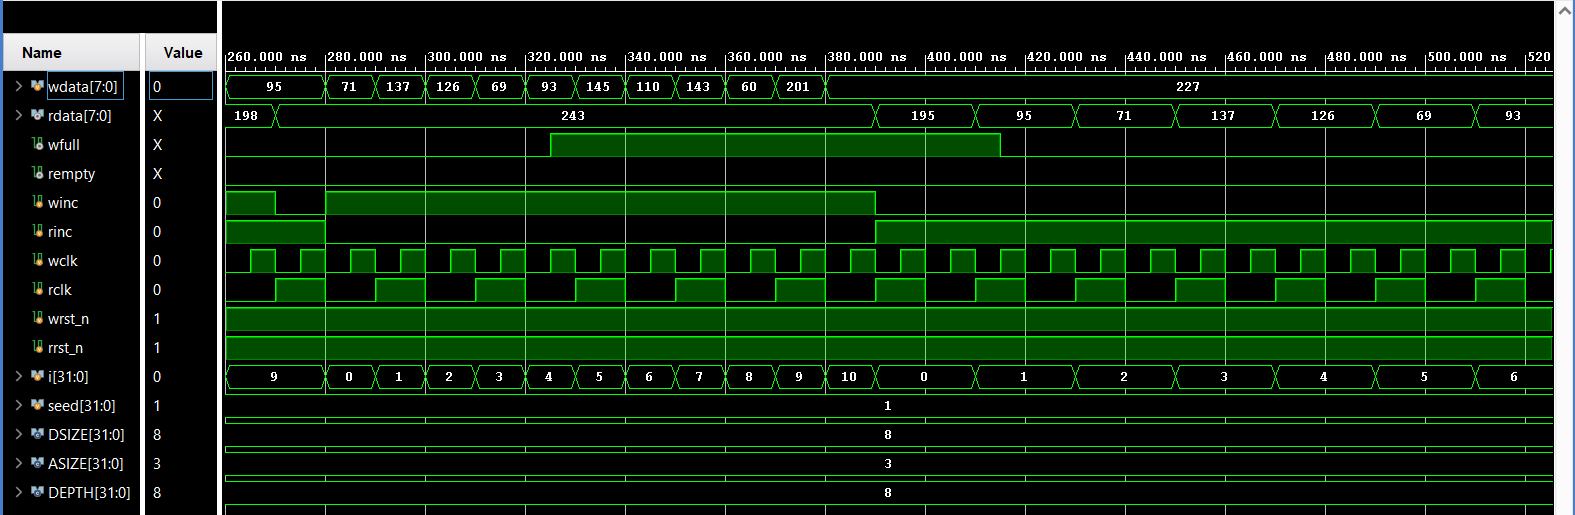 Name Value
260.000 ns 280.000 ns 300.000 ns 320.000 ns 340.000 ns 360.000 ns 380.000 ns 400.000 ns 420.000 ns 440.000 ns 460.000 ns 480.000 ns 500.000 ns 520
wdata[7:0] 0 95 71 137 126 69 93 145 110 143 60 201 227
rdata[7:0] X 198 243 195 95 71 137 126 69 93
wfull X
rempty X
winc 0
rinc 0
wclk 0
rclk 0
wrst_n 1
rrst_n 1
i[31:0] 0 9 0 1 2 3 4 5 6 7 8 9 10 0 1 2 3 4 5 6
seed[31:0] 1 1
DSIZE[31:0] 8 8
ASIZE[31:0] 3 3
DEPTH[31:0] 8 8